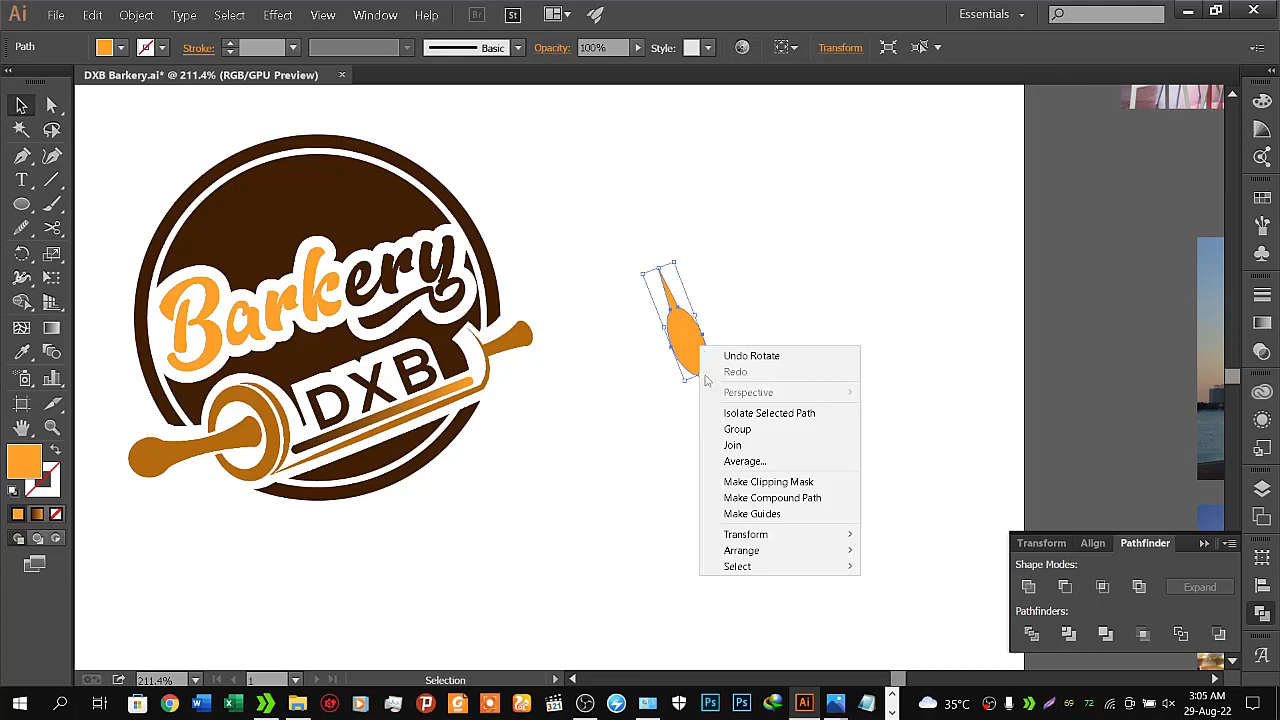 Ai File Edit Object Type Select Effect View Window Help Br St Essentials
Path Stroke: Basic Opacity: 100% Style: Transform
DXB Barkery.ai* @ 211.4% (RGB/GPU Preview)
Barkery
DXB
Undo Rotate
Redo
Perspective
Isolate Selected Path
Group
Join
Average...
Make Clipping Mask
Make Compound Path
Make Guides
Transform
Arrange
Select
Transform Align Pathfinder
Shape Modes:
Expand
Pathfinders:
211.4% 1 Selection
35°C 3:05 AM
29-Aug-22